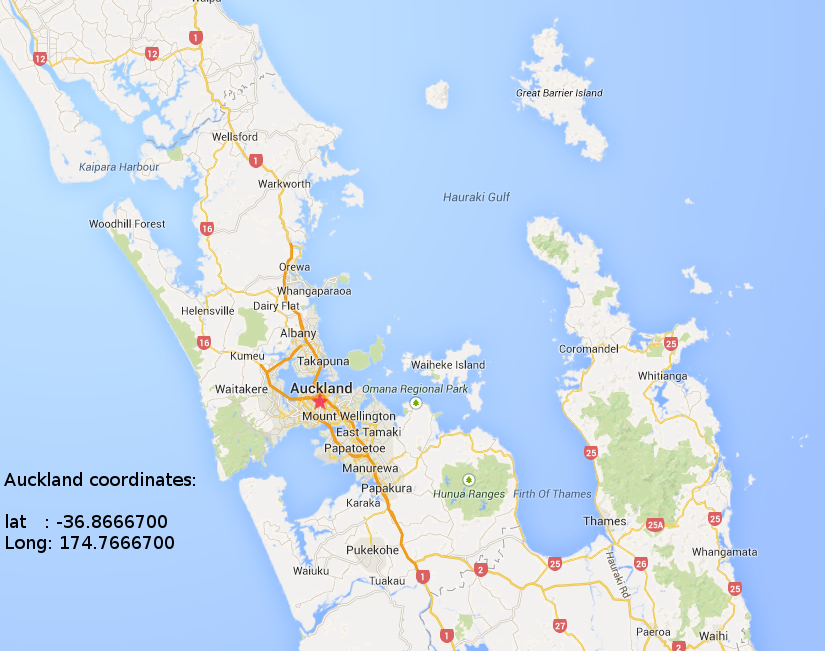 Waipu
1
12
12
Great Barrier Island
Wellsford
1
Kaipara Harbour
Warkworth
Hauraki Gulf
Woodhill Forest
16
Orewa
Whangaparaoa
Dairy Flat
Helensville
Albany
16
25
Coromandel
Kumeu
Takapuna
Waiheke Island
Whitianga
Waitakere
Auckland
Omana Regional Park
Mount Wellington
East Tamaki
Papatoetoe
25
Manurewa
Auckland coordinates:
Papakura
Hunua Ranges
Firth Of Thames
Karaka
lat : -36.8666700
Thames
25A
25
Long: 174.7666700
Pukekohe
Whangamata
25
26
Hauraki Rd
Waiuku
2
Tuakau
1
25
27
Paeroa
Waihi
1
2